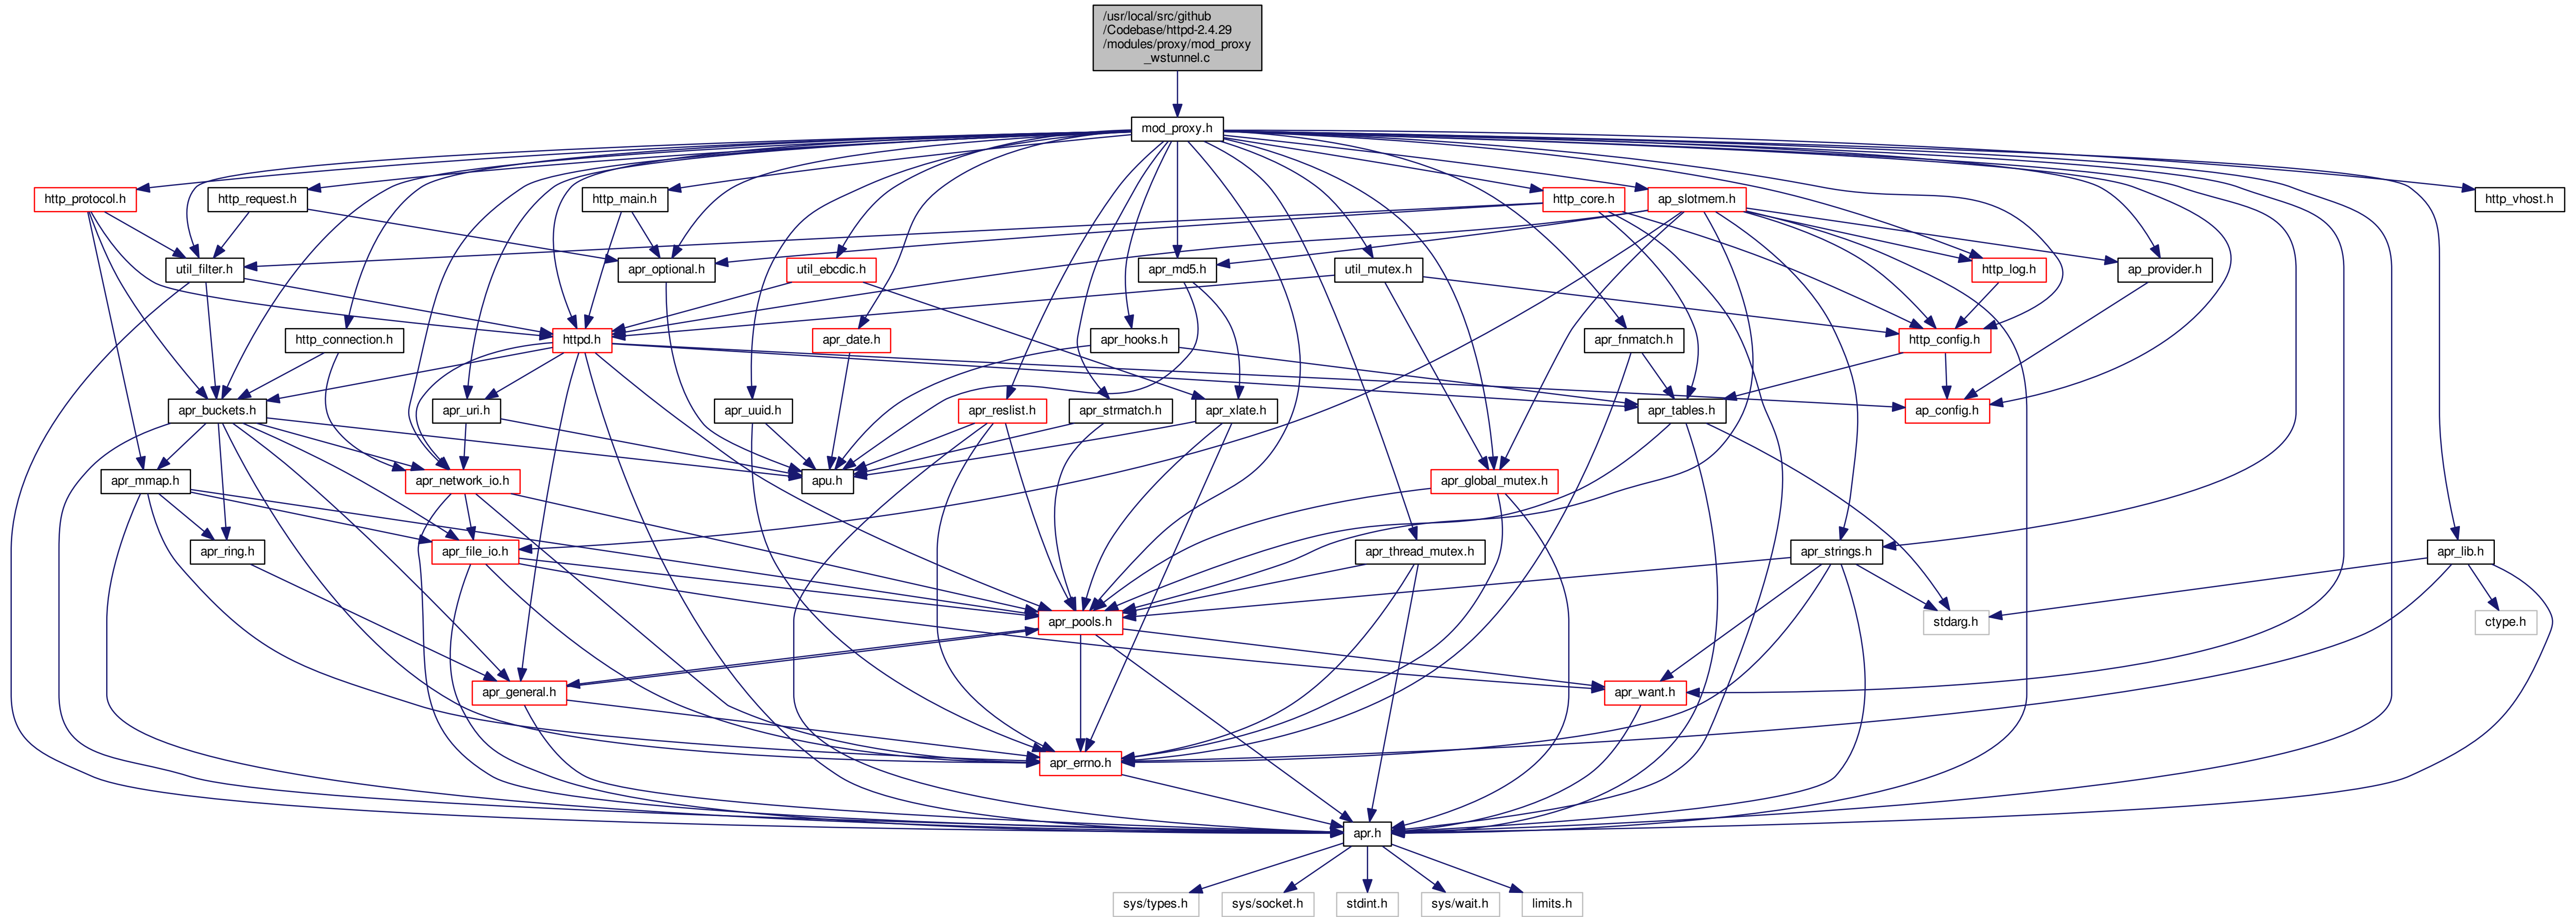 /usr/local/src/github
/Codebase/httpd-2.4.29
/modules/proxy/mod_proxy
_wstunnel.c
mod_proxy.h
http_protocol.h
http_request.h
http_main.h
http_core.h
ap_slotmem.h
http_vhost.h
util_filter.h
apr_optional.h
util_ebcdic.h
apr_md5.h
util_mutex.h
http_log.h
ap_provider.h
http_connection.h
httpd.h
apr_date.h
apr_hooks.h
apr_fnmatch.h
http_config.h
apr_buckets.h
apr_uri.h
apr_uuid.h
apr_reslist.h
apr_strmatch.h
apr_xlate.h
apr_tables.h
ap_config.h
apr_mmap.h
apr_network_io.h
apu.h
apr_global_mutex.h
apr_ring.h
apr_file_io.h
apr_thread_mutex.h
apr_strings.h
apr_lib.h
apr_pools.h
stdarg.h
ctype.h
apr_general.h
apr_want.h
apr_errno.h
apr.h
sys/types.h
sys/socket.h
stdint.h
sys/wait.h
limits.h